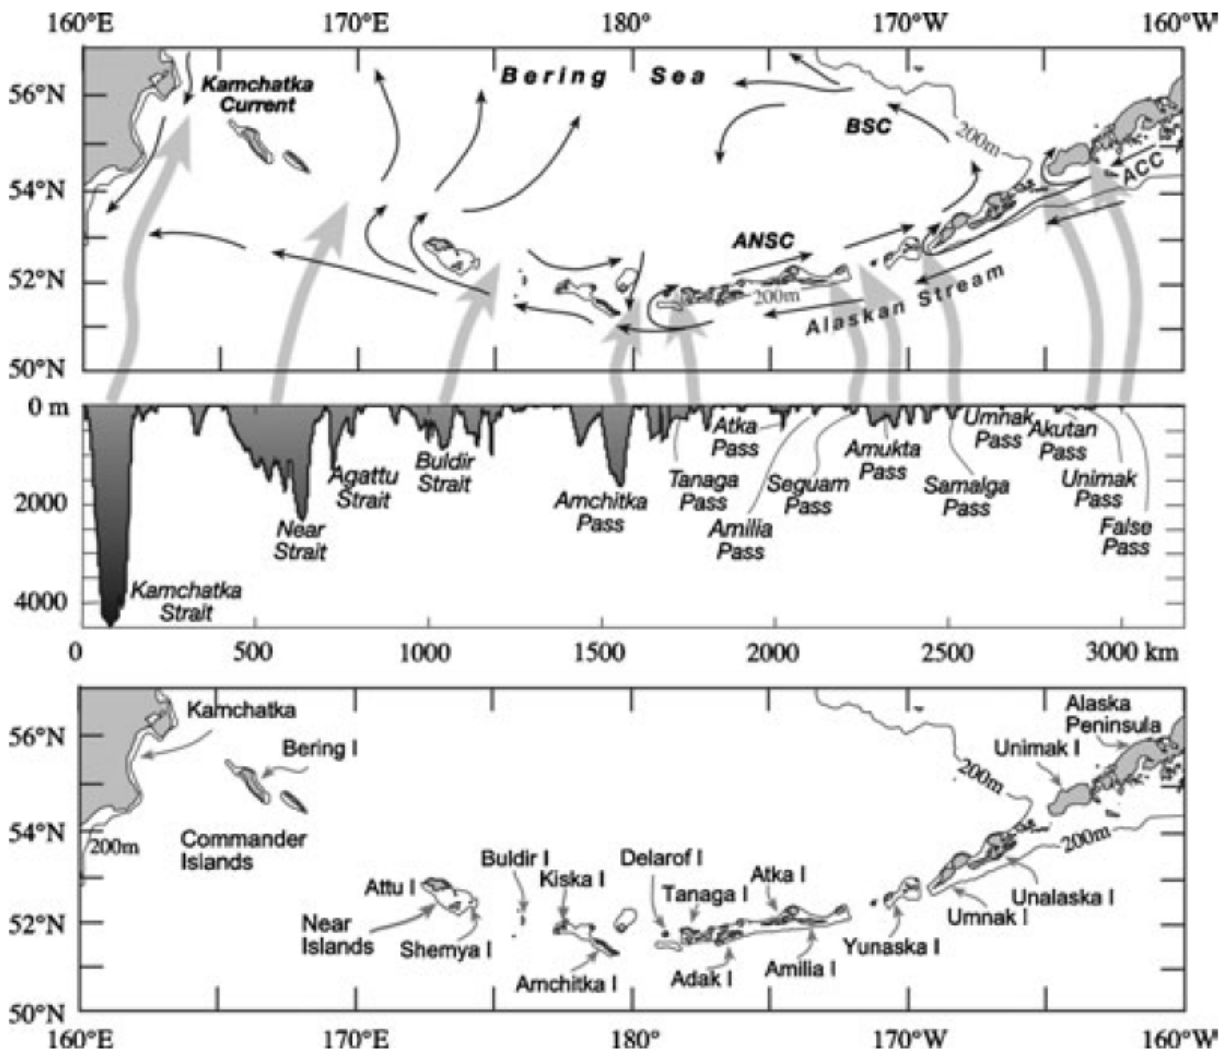 160°E 170°E 180° 170°W 160°W
56°N
54°N
52°N
50°N
Kamchatka
Current
Bering Sea
BSC
200m
ACC
ANSC
200m
Alaskan Stream
0 m
2000
4000
Kamchatka
Strait
Near
Strait
Agattu
Strait
Buldir
Strait
Amchitka
Pass
Tanaga
Pass
Atka
Pass
Amilia
Pass
Seguam
Pass
Amukta
Pass
Samalga
Pass
Umnak
Pass
Akutan
Pass
Unimak
Pass
False
Pass
0 500 1000 1500 2000 2500 3000 km
56°N
54°N
52°N
50°N
Kamchatka
Bering I
Commander
Islands
200m
Attu I
Near
Islands
Shemya I
Buldir I
Kiska I
Amchitka I
Delarof I
Tanaga I
Adak I
Atka I
Amilia I
Yunaska I
Umnak I
Unalaska I
Unimak I
Alaska
Peninsula
200m
200m
160°E 170°E 180° 170°W 160°W